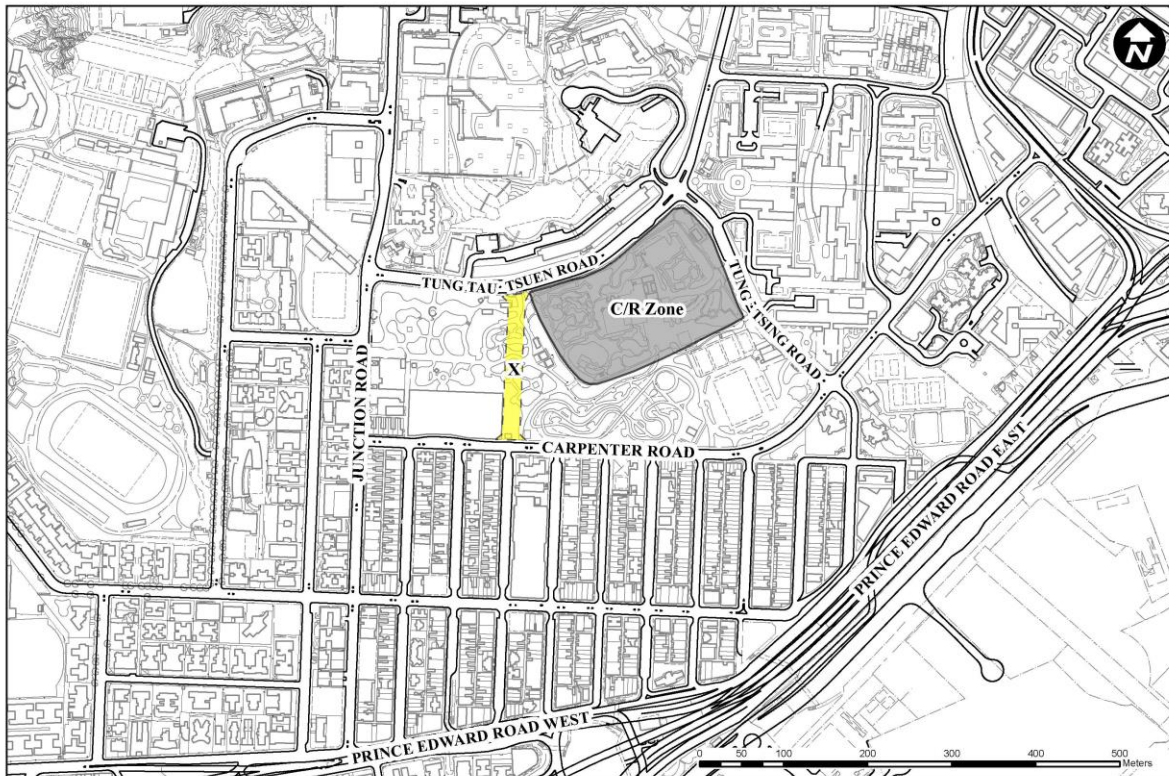 N
TUNG TAU TSUEN ROAD
C/R Zone
TUNG TSING ROAD
X
JUNCTION ROAD
CARPENTER ROAD
PRINCE EDWARD ROAD EAST
PRINCE EDWARD ROAD WEST
0 50 100 200 300 400 500
Meters